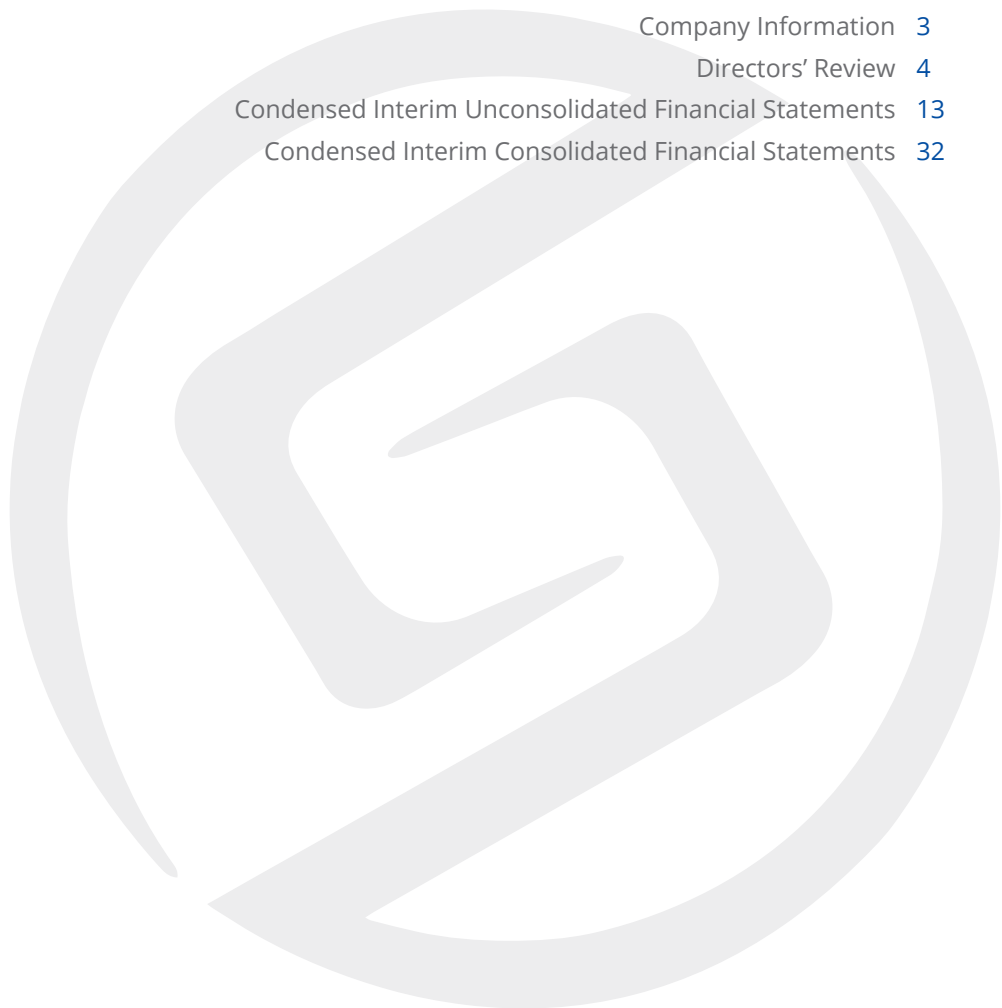 Company Information 3
Directors’ Review 4
Condensed Interim Unconsolidated Financial Statements 13
Condensed Interim Consolidated Financial Statements 32